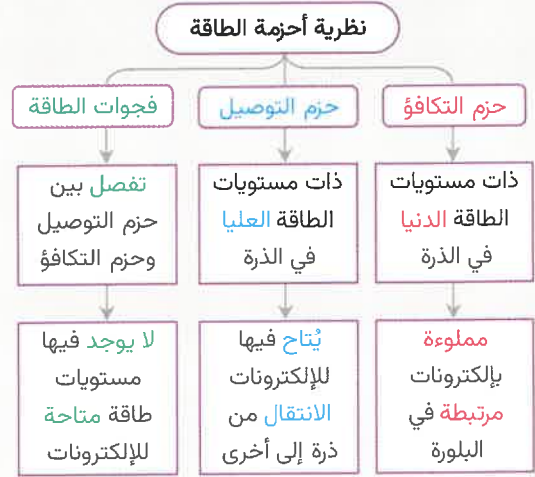 نظرية أحزمة الطاقة
حزم التكافؤ
ذات مستويات
الطاقة الدنيا
في الذرة
مملوءة
بإلكترونات
مرتبطة في
البلورة
حزم التوصيل
ذات مستويات
الطاقة العليا
في الذرة
يُتاح فيها
للإلكترونات
الانتقال من
ذرة إلى أخرى
فجوات الطاقة
تفصل بين
حزم التوصيل
وحزم التكافؤ
لا يوجد فيها
مستويات
طاقة متاحة
للإلكترونات